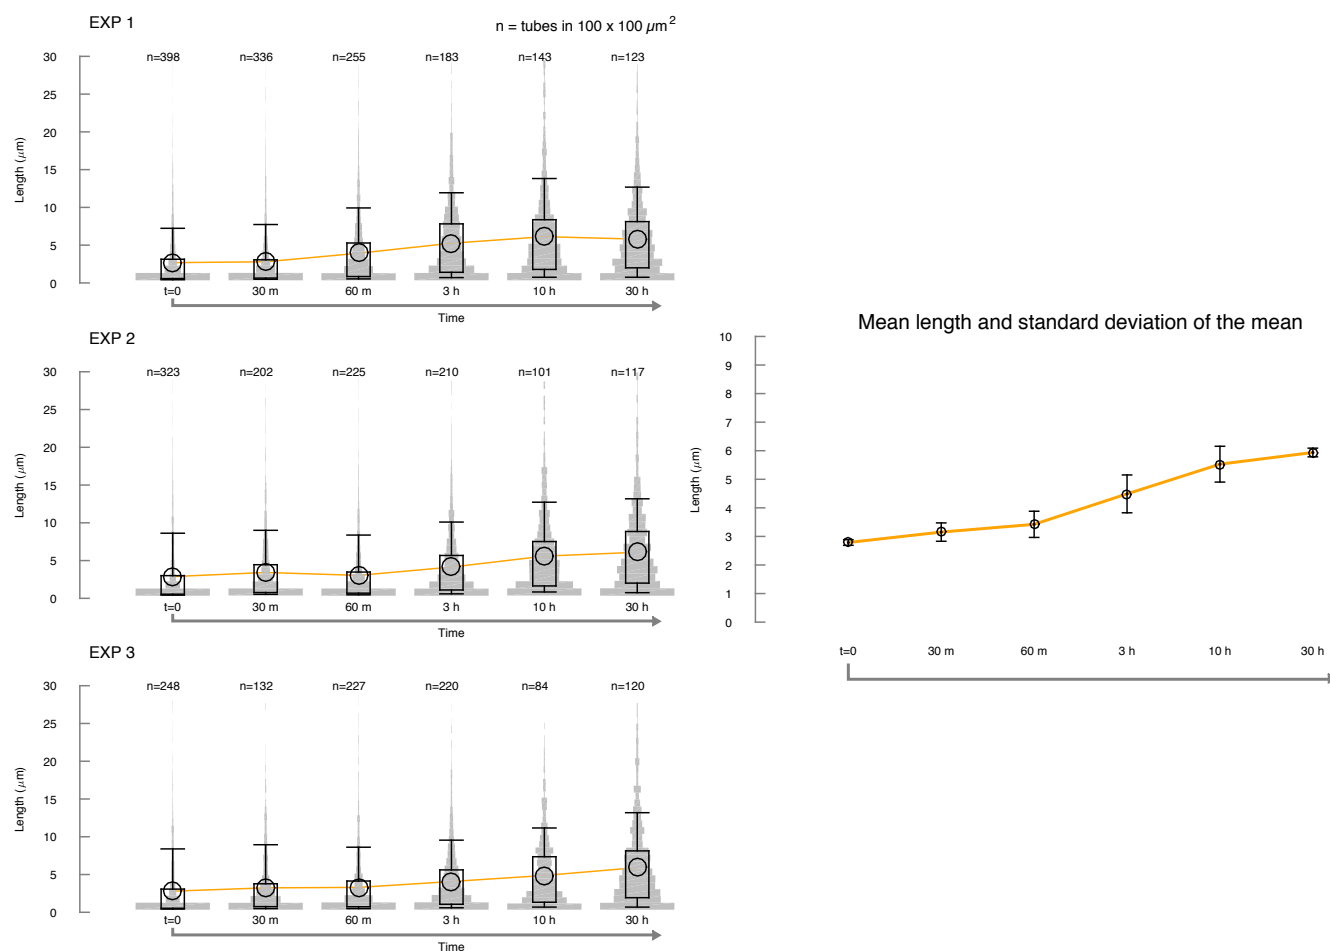 EXP 1
n = tubes in 100 x 100 μm²
n=398 n=336 n=255 n=183 n=143 n=123
30
25
20
15
10
5
0
Length (μm)
t=0 30 m 60 m 3 h 10 h 30 h
Time
EXP 2
n=323 n=202 n=225 n=210 n=101 n=117
30
25
20
15
10
5
0
Length (μm)
t=0 30 m 60 m 3 h 10 h 30 h
Time
EXP 3
n=248 n=132 n=227 n=220 n=84 n=120
30
25
20
15
10
5
0
Length (μm)
t=0 30 m 60 m 3 h 10 h 30 h
Time
Mean length and standard deviation of the mean
10
9
8
7
6
5
4
3
2
1
0
Length (μm)
t=0 30 m 60 m 3 h 10 h 30 h